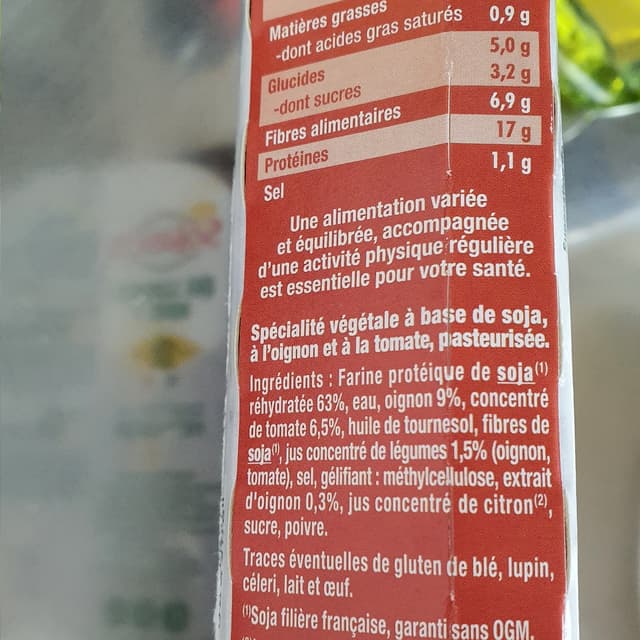 Matières grasses
-dont acides gras saturés 0,9 g
Glucides 5,0 g
-dont sucres 3,2 g
Fibres alimentaires 6,9 g
Protéines 17 g
Sel 1,1 g
Une alimentation variée
et équilibrée, accompagnée
d'une activité physique régulière
est essentielle pour votre santé.
Spécialité végétale à base de soja,
à l'oignon et à la tomate, pasteurisée.
Ingrédients : Farine protéique de soja(1)
réhydratée 63%, eau, oignon 9%, concentré
de tomate 6,5%, huile de tournesol, fibres de
soja(1), jus concentré de légumes 1,5% (oignon,
tomate), sel, gélifiant : méthylcellulose, extrait
d'oignon 0,3%, jus concentré de citron(2),
sucre, poivre.
Traces éventuelles de gluten de blé, lupin,
céleri, lait et œuf.
(1)Soja filière française, garanti sans OGM.